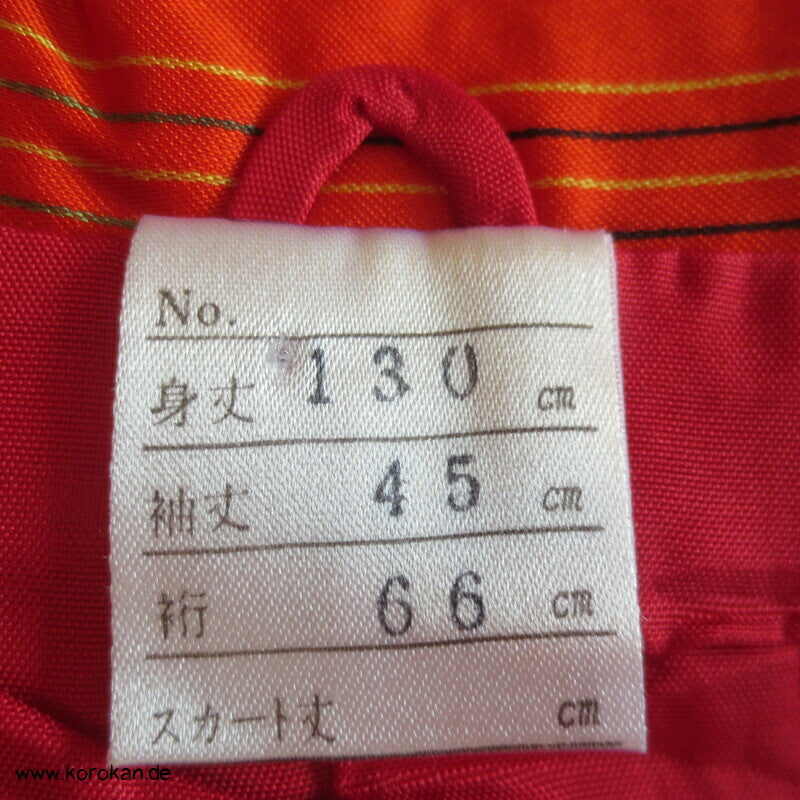 No.
身丈 130 cm
袖丈 45 cm
裄 66 cm
スカート丈 cm
www.korokan.de